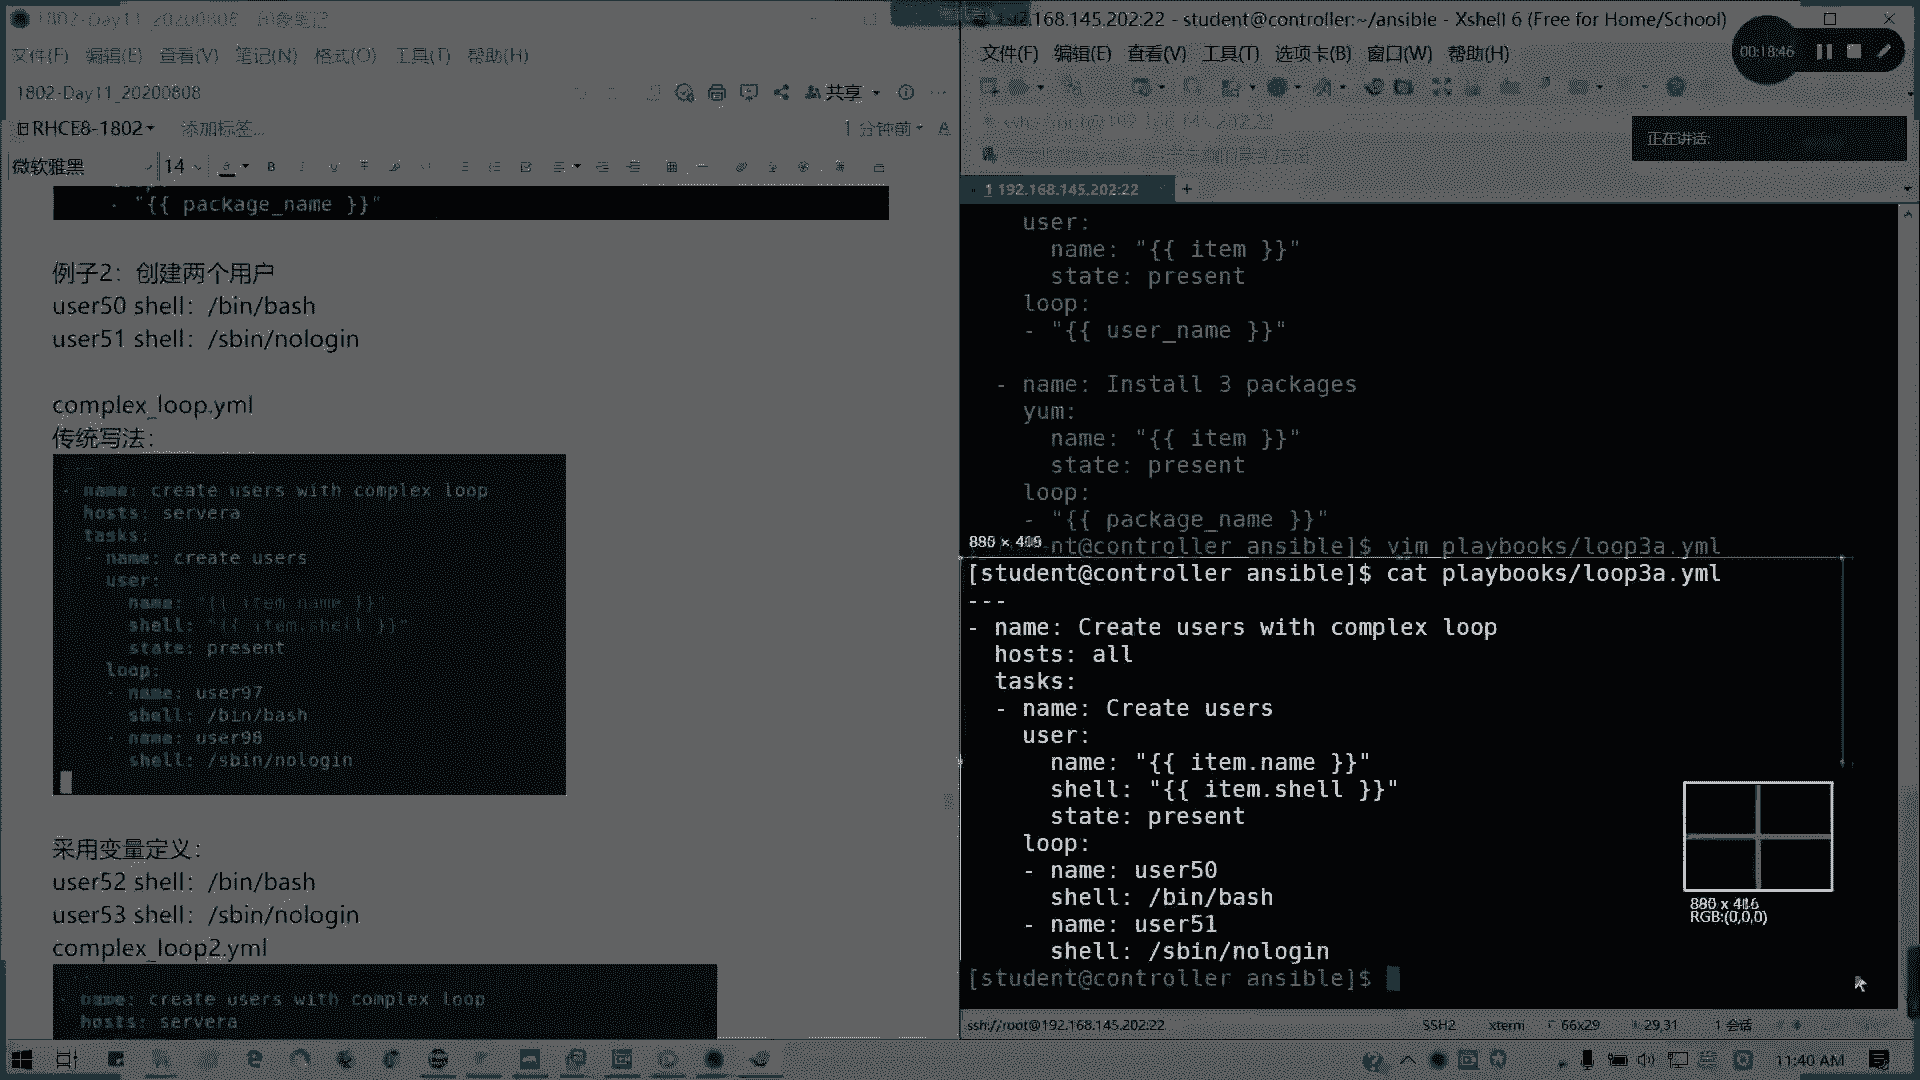 1802-Day11_20200808 - 印象笔记
文件(F) 编辑(E) 查看(V) 笔记(N) 格式(O) 工具(T) 帮助(H)
1802-Day11_20200808
共享
RHCE8-1802
添加标签...
1 分钟前
微软雅黑
14
- "{{ package_name }}"
例子2：创建两个用户
user50 shell：/bin/bash
user51 shell：/sbin/nologin
complex_loop.yml
传统写法：
- name: create users with complex loop
hosts: servera
tasks:
- name: create users
user:
name: "{{ item.name }}"
shell: "{{ item.shell }}"
state: present
loop:
- name: user97
shell: /bin/bash
- name: user98
shell: /sbin/nologin
采用变量定义：
user52 shell：/bin/bash
user53 shell：/sbin/nologin
complex_loop2.yml
- name: create users with complex loop
hosts: servera
192.168.145.202:22 - student@controller:~/ansible - Xshell 6 (Free for Home/School)
文件(F) 编辑(E) 查看(V) 工具(T) 选项卡(B) 窗口(W) 帮助(H)
00:18:46
ssh://root@192.168.145.202:22
正在讲话:
1 192.168.145.202:22
user:
name: "{{ item }}"
state: present
loop:
- "{{ user_name }}"
- name: Install 3 packages
yum:
name: "{{ item }}"
state: present
loop:
- "{{ package_name }}"
nt@controller ansible]$ vim playbooks/loop3a.yml
[student@controller ansible]$ cat playbooks/loop3a.yml
---
- name: Create users with complex loop
hosts: all
tasks:
- name: Create users
user:
name: "{{ item.name }}"
shell: "{{ item.shell }}"
state: present
loop:
- name: user50
shell: /bin/bash
- name: user51
shell: /sbin/nologin
[student@controller ansible]$
RGB:(0,0,0)
ssh://root@192.168.145.202:22
SSH2
xterm
66x29
29,31
1 会话
11:40 AM